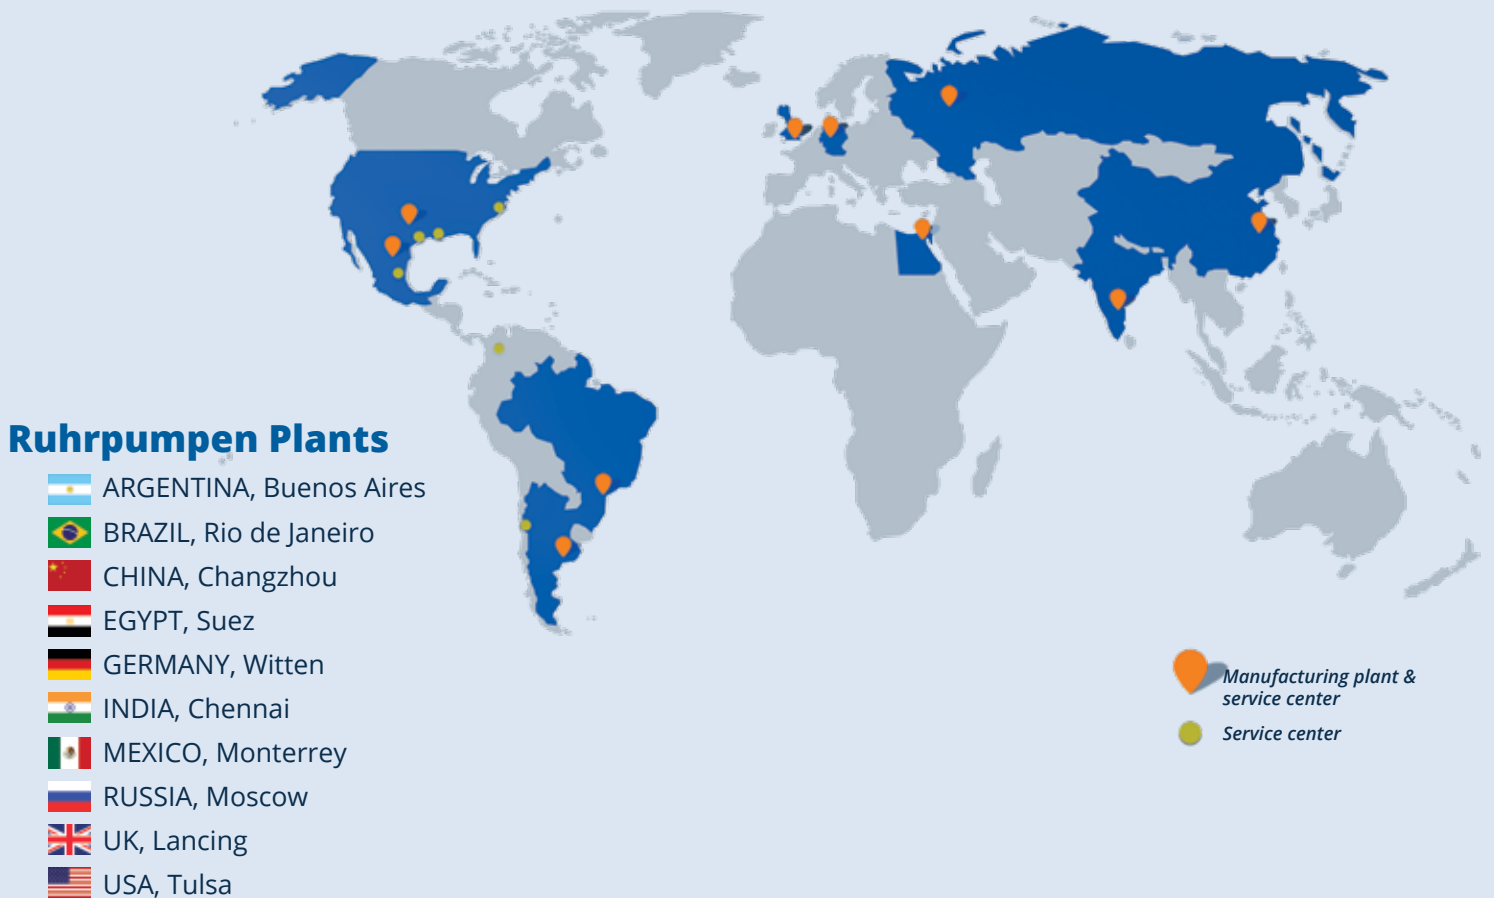 Ruhrpumpen Plants
ARGENTINA, Buenos Aires
BRAZIL, Rio de Janeiro
CHINA, Changzhou
EGYPT, Suez
GERMANY, Witten
INDIA, Chennai
MEXICO, Monterrey
RUSSIA, Moscow
UK, Lancing
USA, Tulsa
Manufacturing plant &
service center
Service center